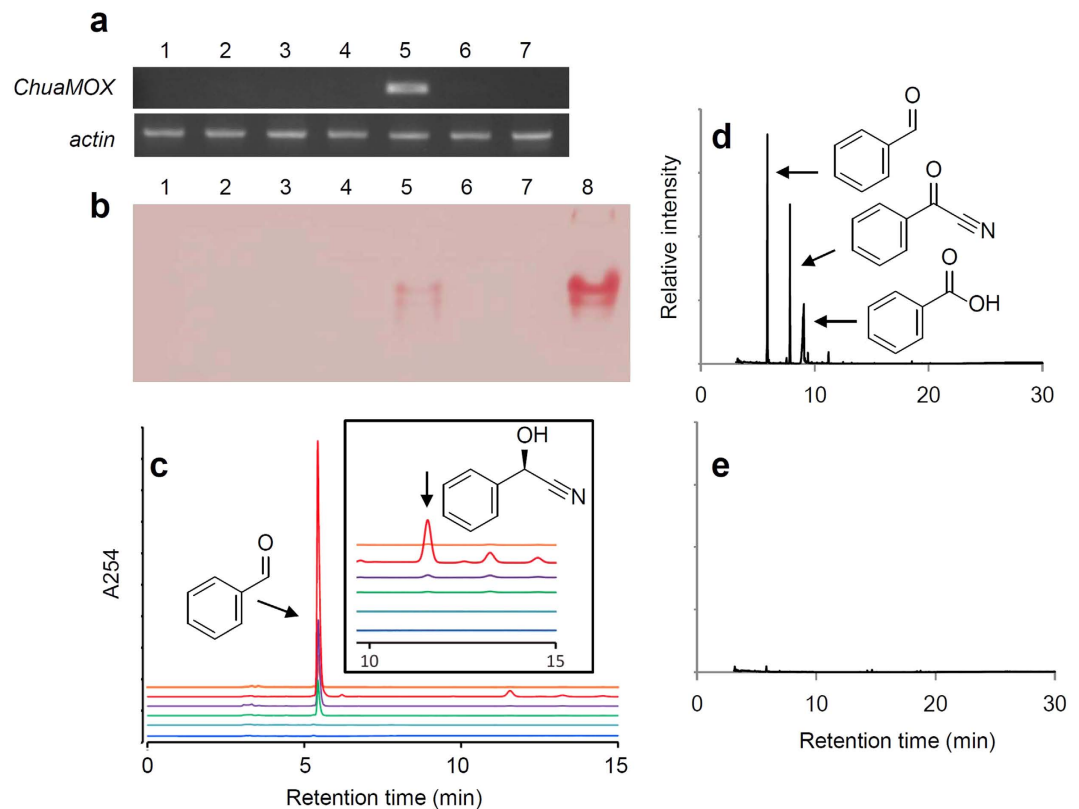 a
1 2 3 4 5 6 7
ChuaMOX
actin
1 2 3 4 5 6 7 8
b
c
A254
O
OH
N
10 15
0 5 10 15
Retention time (min)
d
Relative intensity
O
O
N
O
OH
0 10 20 30
e
0 10 20 30
Retention time (min)